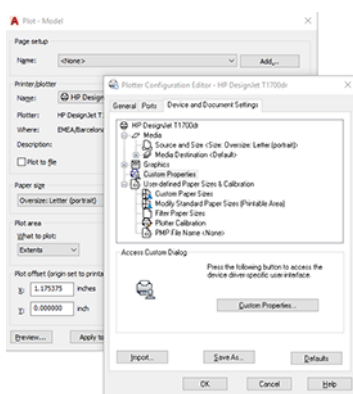 Plot - Model
Page setup
Name:
<None>
Add...
Printer/plotter
Name:
HP Design
Plotter:
HP DesignJet T1
Where:
EMEA/Barcelon
Description:
Plot to file
Paper size
Oversize: Letter (portrait)
Plot area
What to plot:
Extents
Plot offset (origin set to printa
X:
1.175375
inches
Y:
0.000000
inch
Preview...
Apply to
Plotter Configuration Editor - HP DesignJet T1700dr
General
Ports
Device and Document Settings
HP DesignJet T1700dr
Media
Source and Size <Size: Oversize: Letter (portrait)>
Media Destination <Default>
Graphics
Custom Properties
User-defined Paper Sizes & Calibration
Custom Paper Sizes
Modify Standard Paper Sizes (Printable Area)
Filter Paper Sizes
Plotter Calibration
PMP File Name <None>
Access Custom Dialog
Press the following button to access the
device driver-specific user-interface.
Custom Properties...
Import...
Save As...
Defaults
OK
Cancel
Help